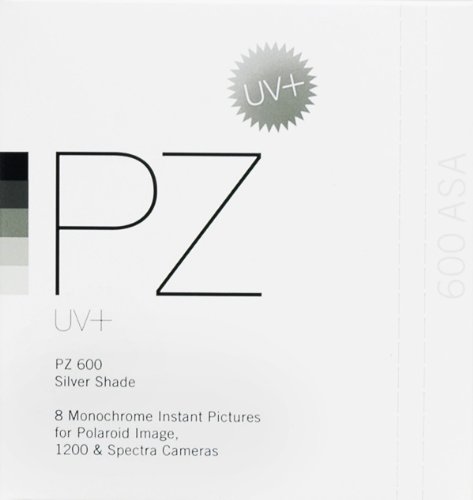 UV+
PZ
UV+
PZ 600
Silver Shade
8 Monochrome Instant Pictures
for Polaroid Image,
1200 & Spectra Cameras
600 ASA